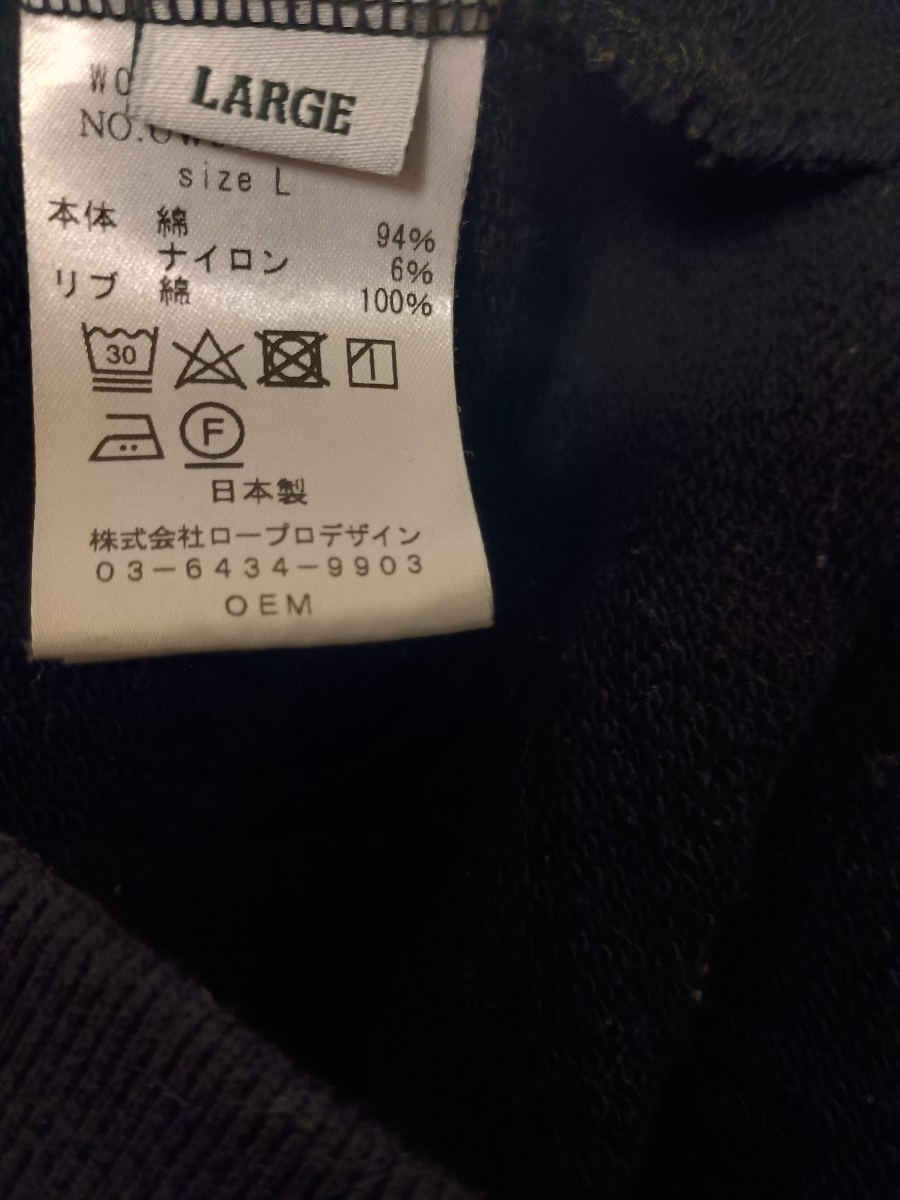 LARGE
size L
本体 綿 94%
ナイロン 6%
リブ 綿 100%
30
F
日本製
株式会社ロープロデザイン
03-6434-9903
OEM